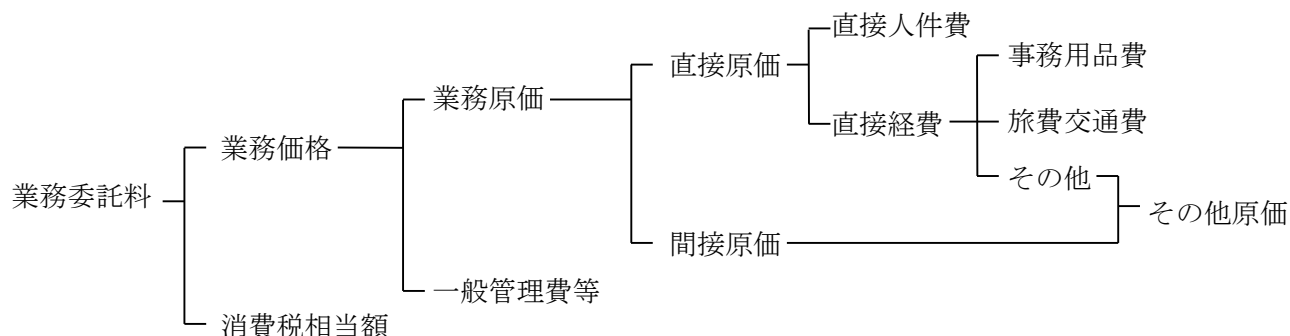 直接人件費
事務用品費
直接原価
業務原価
直接経費
旅費交通費
業務価格
その他
業務委託料
その他原価
間接原価
一般管理費等
消費税相当額